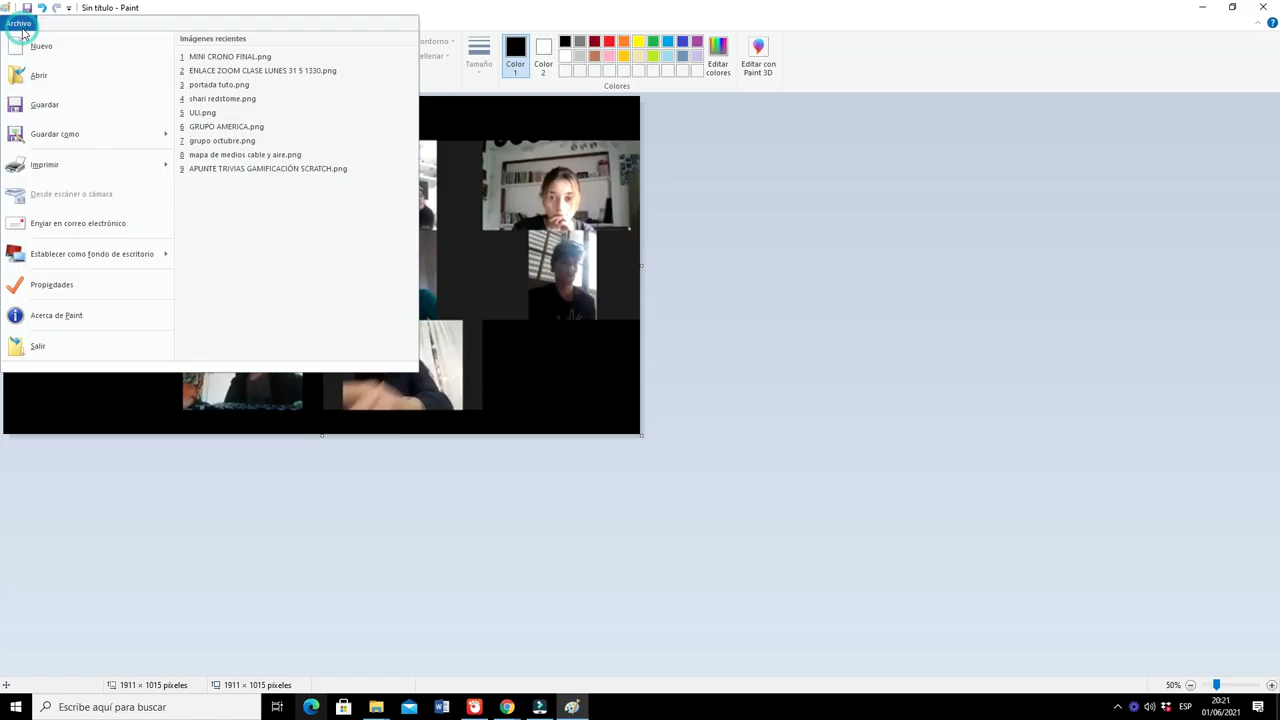 Sin título - Paint
Archivo
Nuevo
Abrir
Guardar
Guardar como
Imprimir
Desde escáner o cámara
Enviar en correo electrónico
Establecer como fondo de escritorio
Propiedades
Acerca de Paint
Salir
Imágenes recientes
1 MINI CRONO FINAL.png
2 ENLACE ZOOM CLASE LUNES 31 5 1330.png
3 portada tuto.png
4 shari redstome.png
5 ULI.png
6 GRUPO AMERICA.png
7 grupo octubre.png
8 mapa de medios cable y aire.png
9 APUNTE TRIVIAS GAMIFICACIÓN SCRATCH.png
ontorno
ellenar
Tamaño
Color 1
Color 2
Editar colores
Editar con Paint 3D
Colores
1911 × 1015 píxeles
1911 × 1015 píxeles
50%
Escribe aquí para buscar
ESP
20:21
01/06/2021